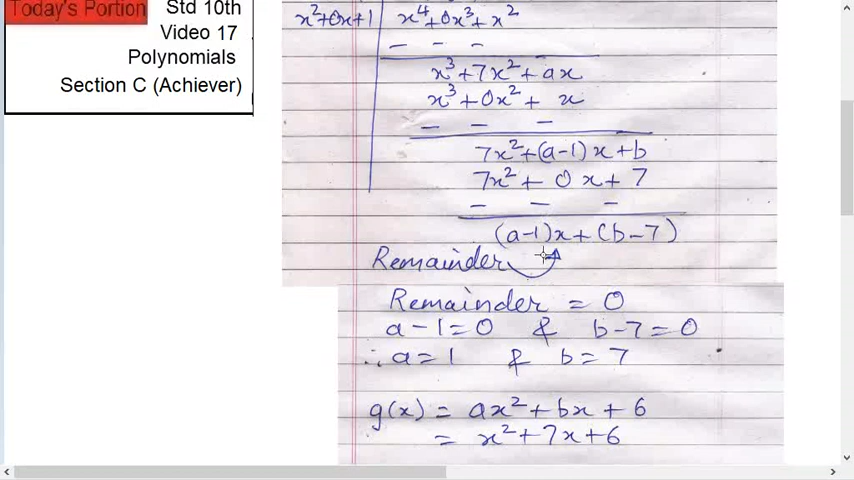 Today's Portion
Std 10th
Video 17
Polynomials
Section C (Achiever)
x²+0x+1 x⁴+0x³+x²
− − −
x³+7x²+ax
x³+0x²+ x
− − −
7x²+(a-1)x+b
7x²+ 0x+7
− − −
(a-1)x+(b-7)
Remainder
Remainder = 0
a-1=0 & b-7=0
∴a=1 & b=7
g(x) = ax²+bx+6
= x²+7x+6